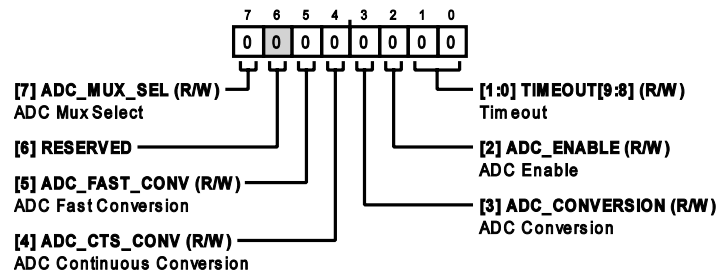 7 6 5 4 3 2 1 0
0 0 0 0 0 0 0 0
[7] ADC_MUX_SEL (R/W)
ADC Mux Select
[6] RESERVED
[5] ADC_FAST_CONV (R/W)
ADC Fast Conversion
[4] ADC_CTS_CONV (R/W)
ADC Continuous Conversion
[1:0] TIMEOUT[9:8] (R/W)
Timeout
[2] ADC_ENABLE (R/W)
ADC Enable
[3] ADC_CONVERSION (R/W)
ADC Conversion